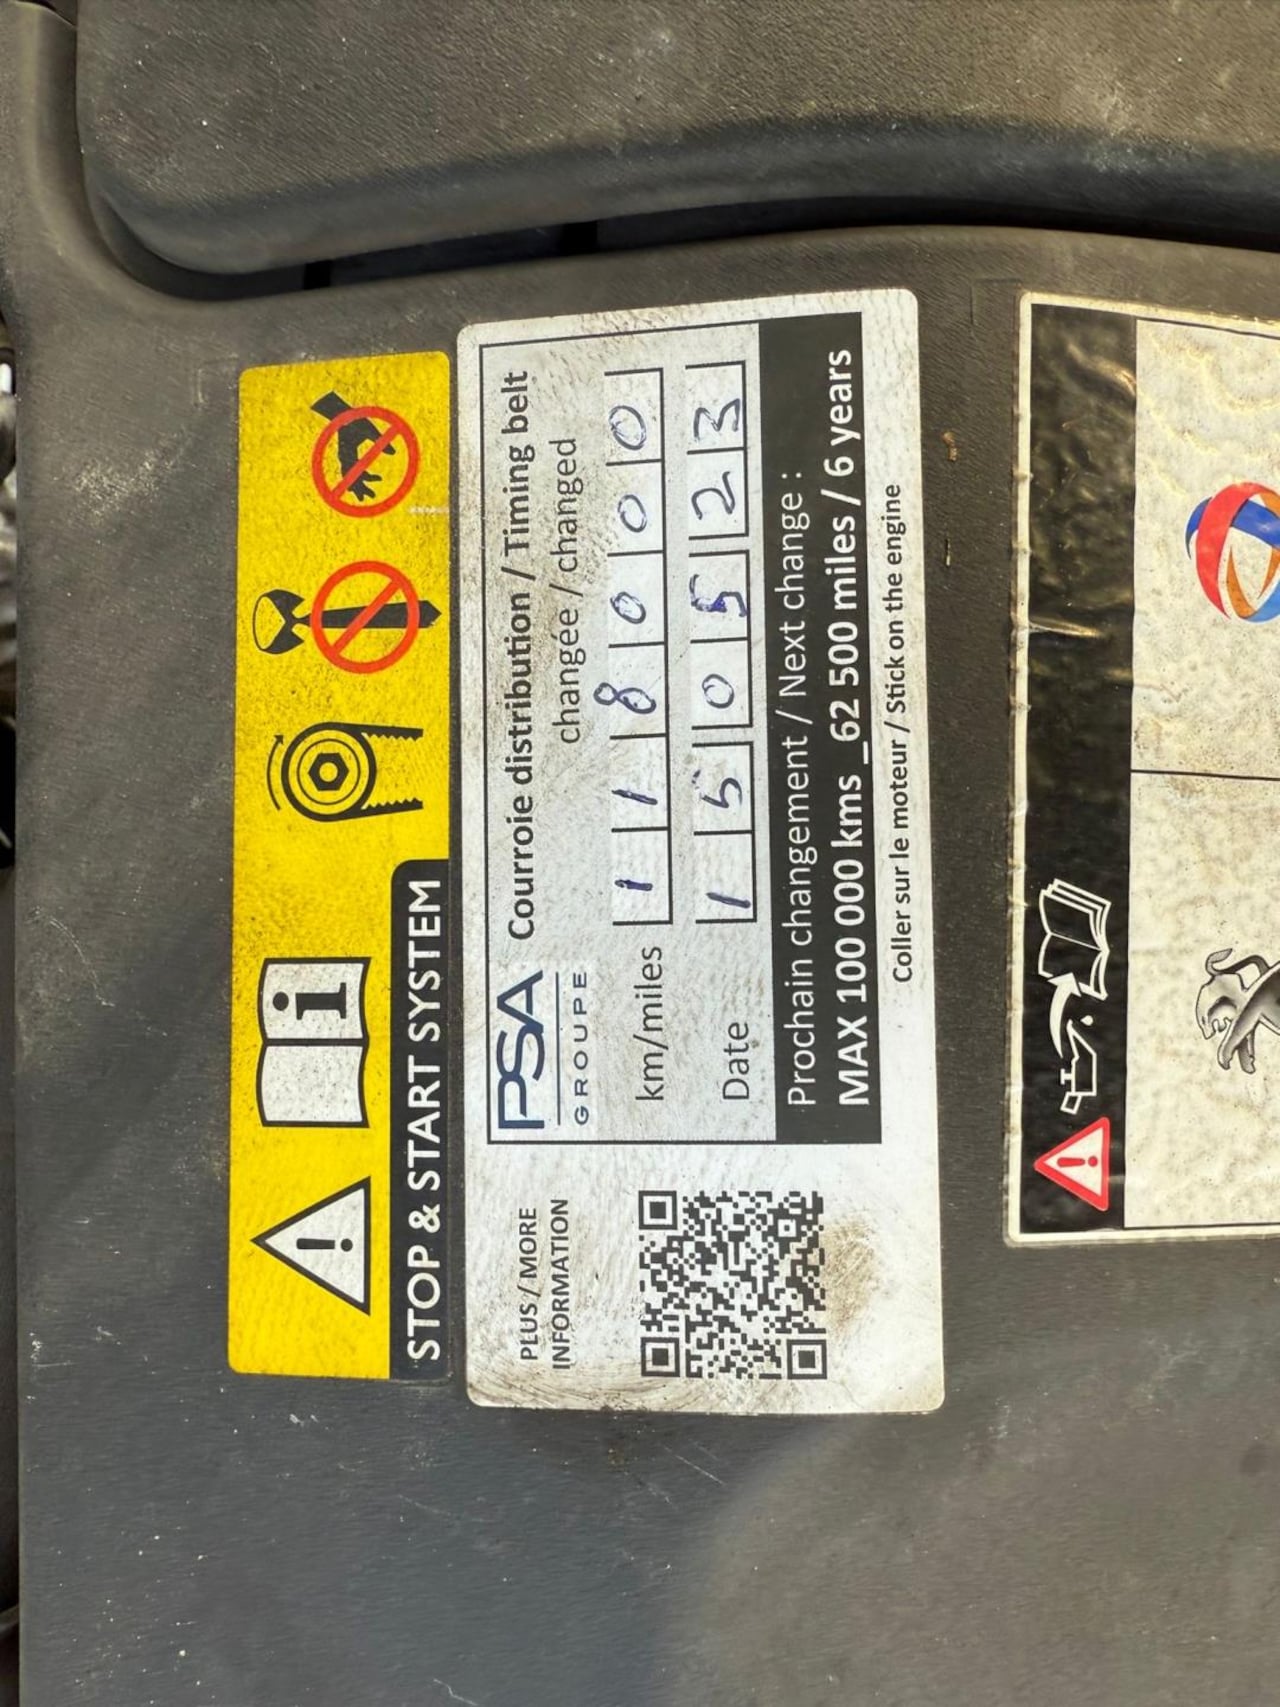 STOP & START SYSTEM
PSA
GROUPE
Courroie distribution / Timing belt
changée / changed
km/miles 118000
Date 150523
Prochain changement / Next change :
MAX 100 000 kms _62 500 miles / 6 years
Coller sur le moteur / Stick on the engine
PLUS / MORE
INFORMATION